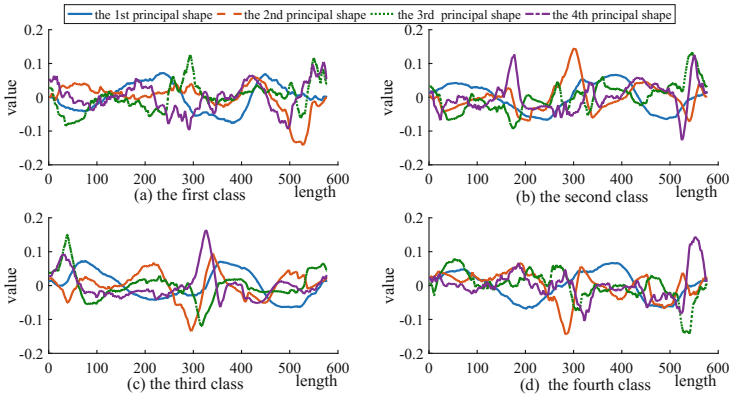 the 1st principal shape the 2nd principal shape the 3rd principal shape the 4th principal shape
0.2
0.1
0
-0.1
-0.2
value
0 100 200 300 400 500 600
(a) the first class
length
0.2
0.1
0
-0.1
-0.2
value
0 100 200 300 400 500 600
(b) the second class
length
0.2
0.1
0
-0.1
-0.2
value
0 100 200 300 400 500 600
(c) the third class
length
0.2
0.1
0
-0.1
-0.2
value
0 100 200 300 400 500 600
(d) the fourth class
length